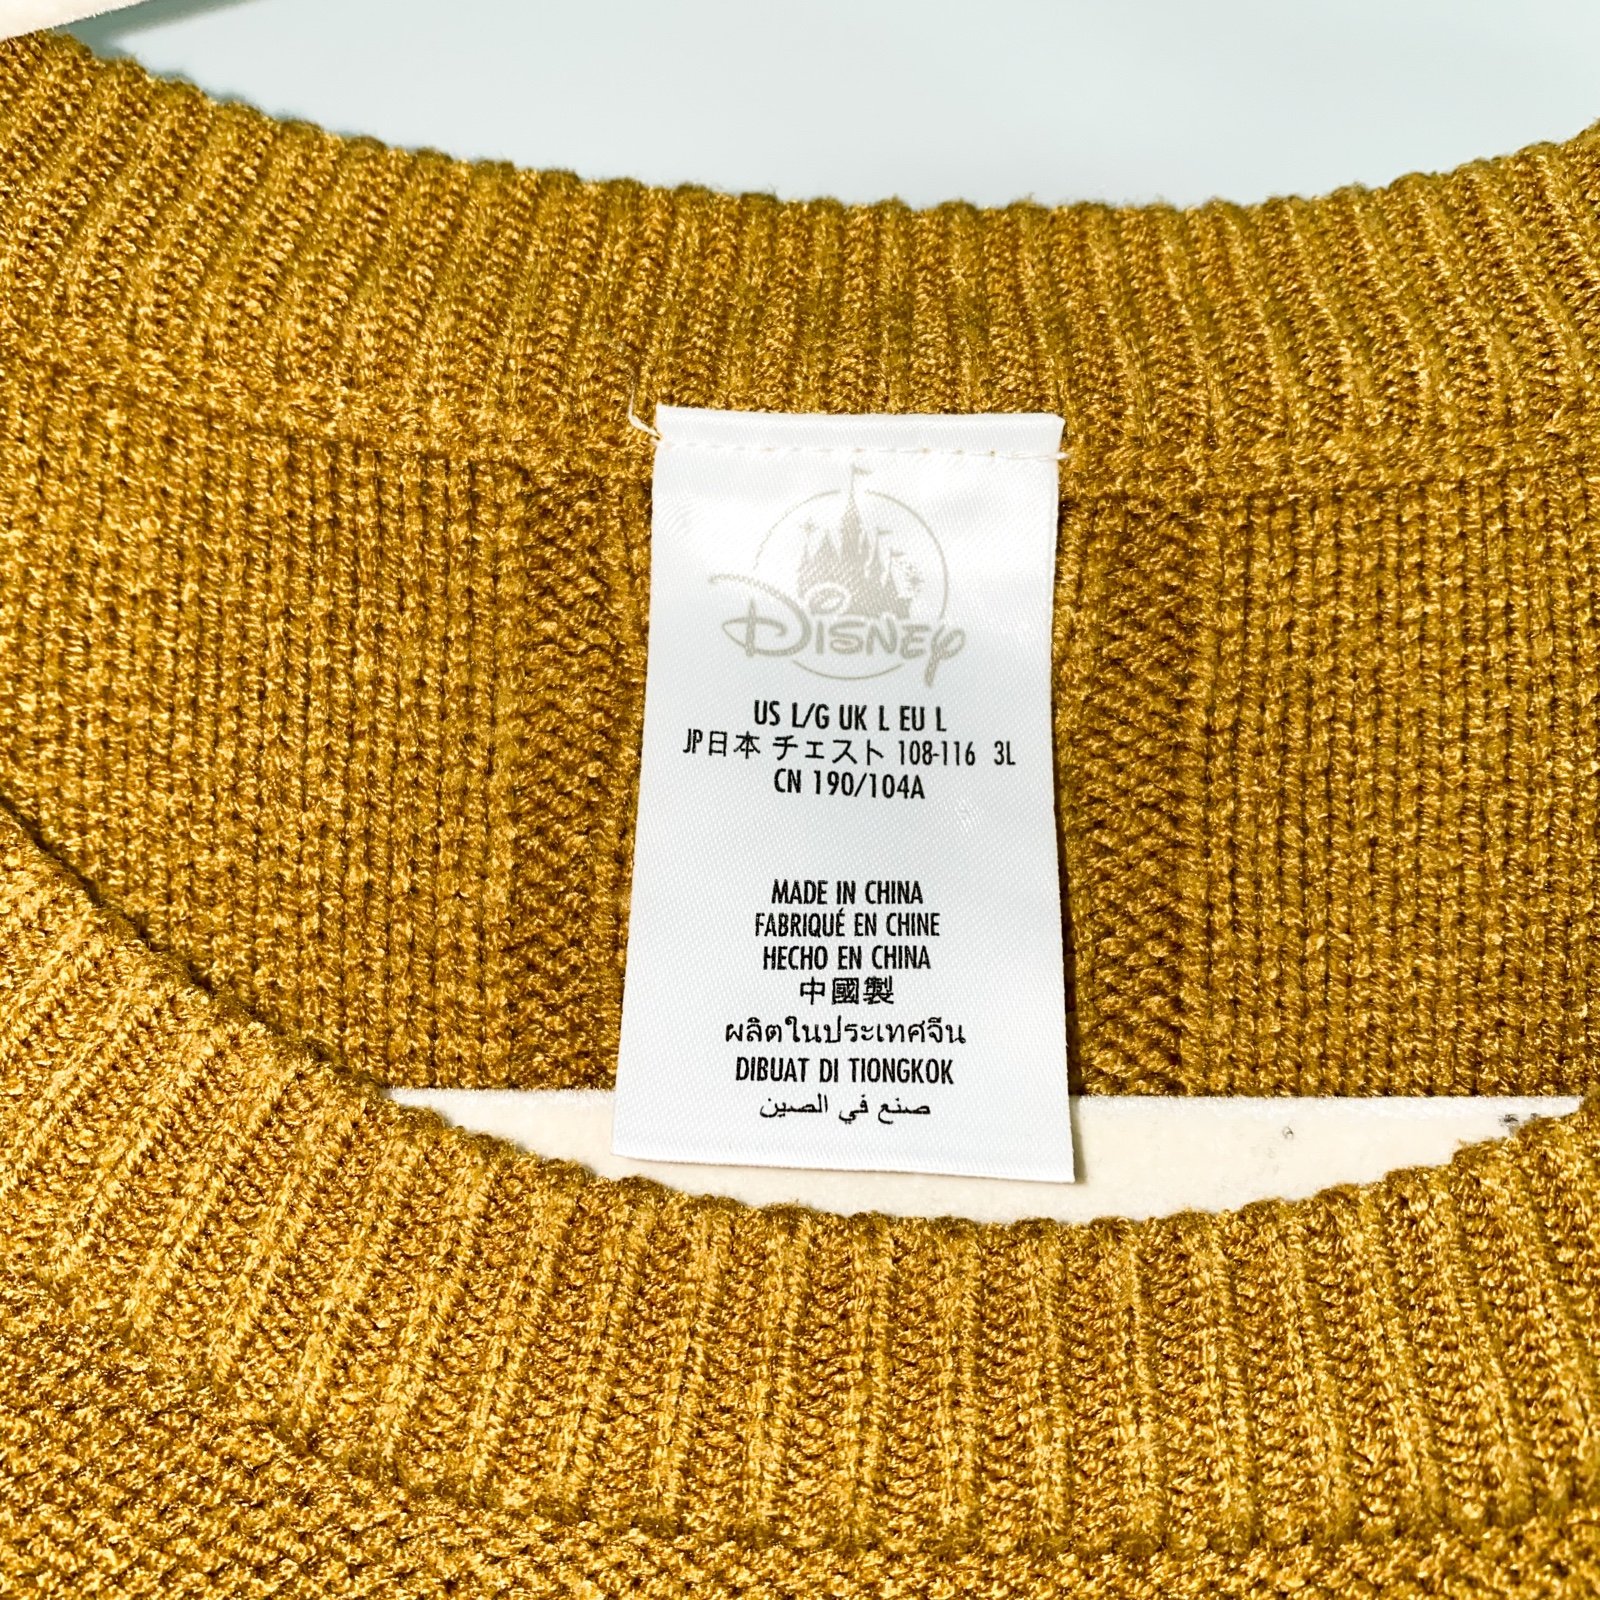 Disney
US L/G UK L EU L
JP日本 チェスト 108-116 3L
CN 190/104A
MADE IN CHINA
FABRIQUÉ EN CHINE
HECHO EN CHINA
中國製
ผลิตในประเทศจีน
DIBUAT DI TIONGKOK
صنع في الصين